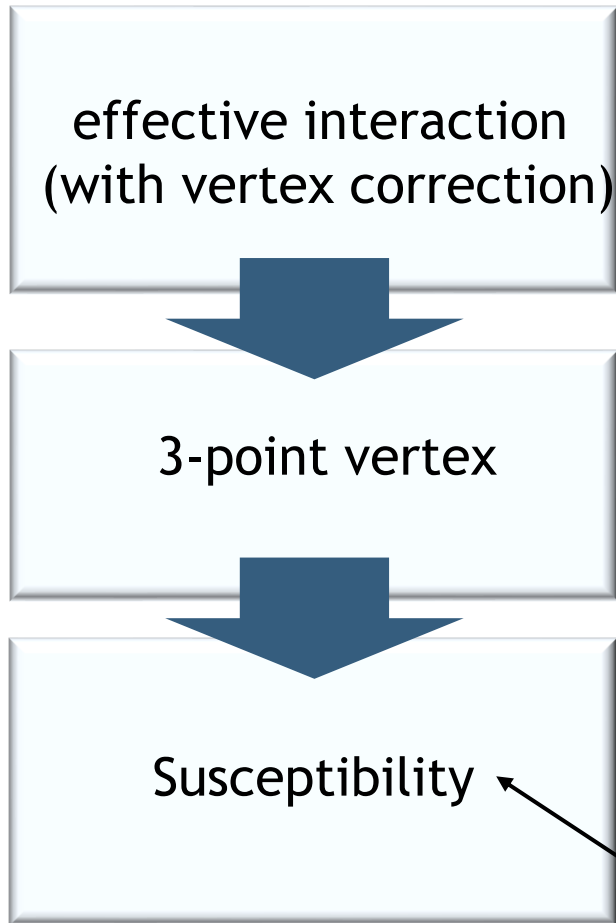 effective interaction
(with vertex correction)
3-point vertex
Susceptibility